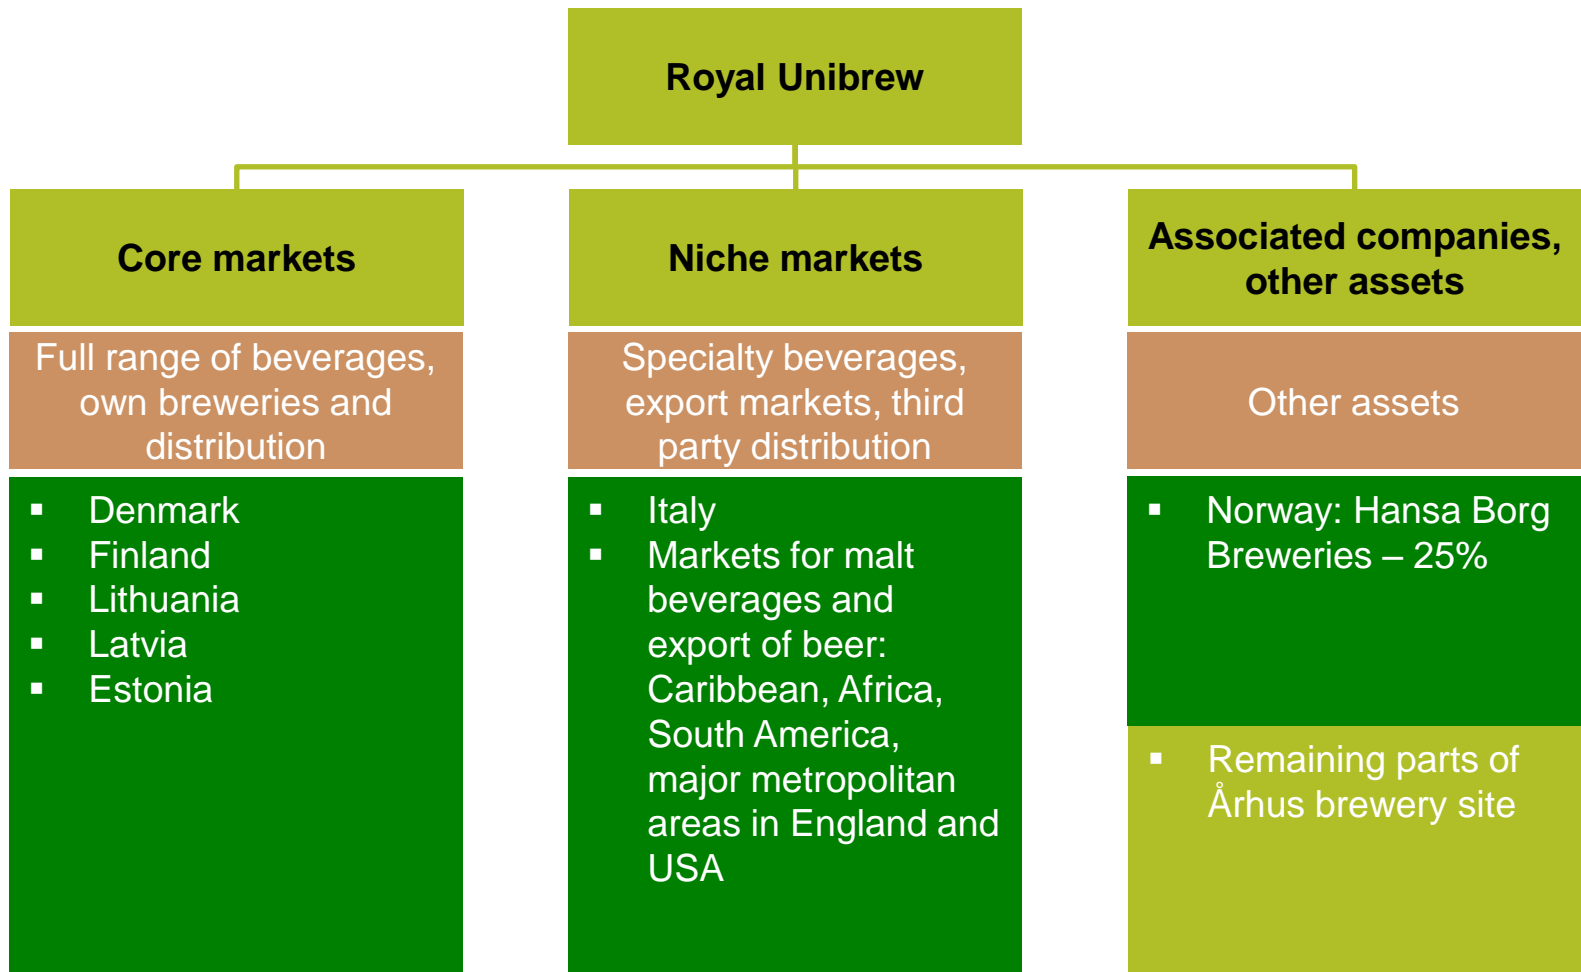 Royal Unibrew
Core markets
Full range of beverages,
own breweries and
distribution
▪ Denmark
▪ Finland
▪ Lithuania
▪ Latvia
▪ Estonia
Niche markets
Specialty beverages,
export markets, third
party distribution
▪ Italy
▪ Markets for malt
beverages and
export of beer:
Caribbean, Africa,
South America,
major metropolitan
areas in England and
USA
Associated companies,
other assets
Other assets
▪ Norway: Hansa Borg
Breweries – 25%
▪ Remaining parts of
Århus brewery site